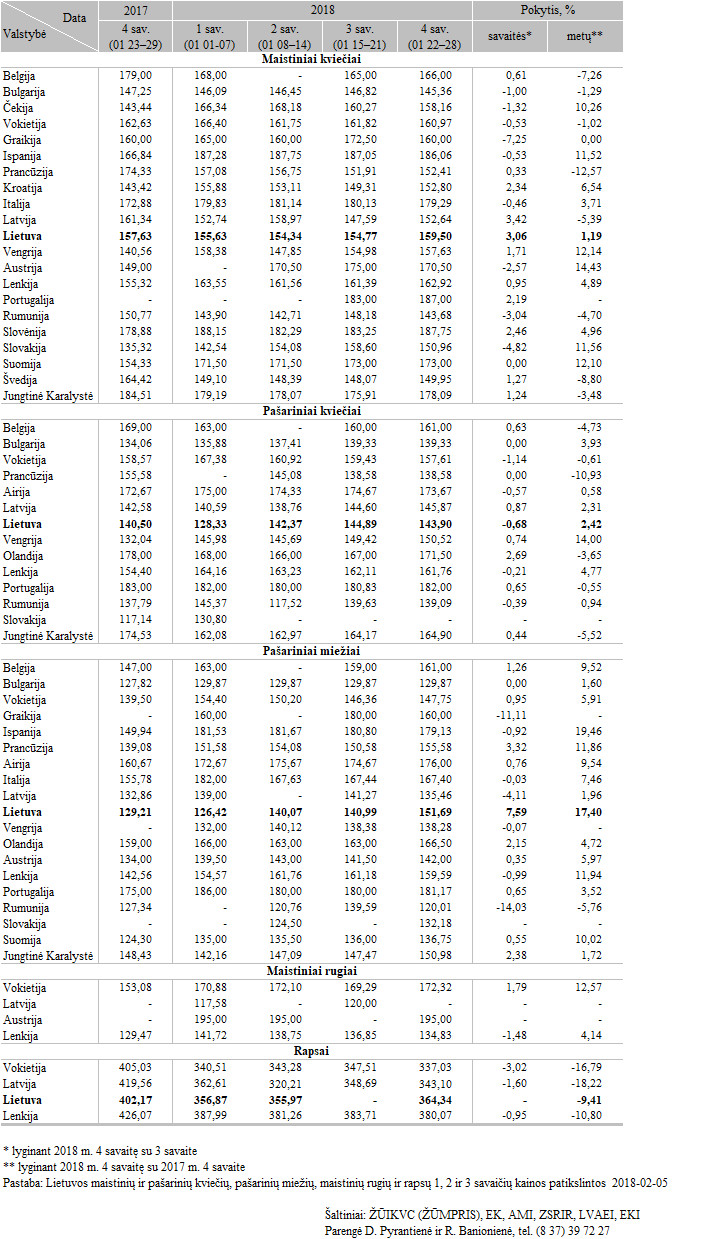 Data 2017 2018 Pokytis, %
Valstybė 4 sav. (01 23–29) 1 sav. (01 01-07) 2 sav. (01 08–14) 3 sav. (01 15–21) 4 sav. (01 22–28) savaitės* metų**
Maistiniai kviečiai
Belgija 179,00 168,00 - 165,00 166,00 0,61 -7,26
Bulgarija 147,25 146,09 146,45 146,82 145,36 -1,00 -1,29
Čekija 143,44 166,34 168,18 160,27 158,16 -1,32 10,26
Vokietija 162,63 166,40 161,75 161,82 160,97 -0,53 -1,02
Graikija 160,00 165,00 160,00 172,50 160,00 -7,25 0,00
Ispanija 166,84 187,28 187,75 187,05 186,06 -0,53 11,52
Prancūzija 174,33 157,08 156,75 151,91 152,41 0,33 -12,57
Kroatija 143,42 155,88 153,11 149,31 152,80 2,34 6,54
Italija 172,88 179,83 181,14 180,13 179,29 -0,46 3,71
Latvija 161,34 152,74 158,97 147,59 152,64 3,42 -5,39
Lietuva 157,63 155,63 154,34 154,77 159,50 3,06 1,19
Vengrija 140,56 158,38 147,85 154,98 157,63 1,71 12,14
Austrija 149,00 - 170,50 175,00 170,50 -2,57 14,43
Lenkija 155,32 163,55 161,56 161,39 162,92 0,95 4,89
Portugalija - - - 183,00 187,00 2,19 -
Rumunija 150,77 143,90 142,71 148,18 143,68 -3,04 -4,70
Slovėnija 178,88 188,15 182,29 183,25 187,75 2,46 4,96
Slovakija 135,32 142,54 154,08 158,60 150,96 -4,82 11,56
Suomija 154,33 171,50 171,50 173,00 173,00 0,00 12,10
Švedija 164,42 149,10 148,39 148,07 149,95 1,27 -8,80
Jungtinė Karalystė 184,51 179,19 178,07 175,91 178,09 1,24 -3,48
Pašariniai kviečiai
Belgija 169,00 163,00 - 160,00 161,00 0,63 -4,73
Bulgarija 134,06 135,88 137,41 139,33 139,33 0,00 3,93
Vokietija 158,57 167,38 160,92 159,43 157,61 -1,14 -0,61
Prancūzija 155,58 - 145,08 138,58 138,58 0,00 -10,93
Airija 172,67 175,00 174,33 174,67 173,67 -0,57 0,58
Latvija 142,58 140,59 138,76 144,60 145,87 0,87 2,31
Lietuva 140,50 128,33 142,37 144,89 143,90 -0,68 2,42
Vengrija 132,04 145,98 145,69 149,42 150,52 0,74 14,00
Olandija 178,00 168,00 166,00 167,00 171,50 2,69 -3,65
Lenkija 154,40 164,16 163,23 162,11 161,76 -0,21 4,77
Portugalija 183,00 182,00 180,00 180,83 182,00 0,65 -0,55
Rumunija 137,79 145,37 117,52 139,63 139,09 -0,39 0,94
Slovakija 117,14 130,80 - - - - -
Jungtinė Karalystė 174,53 162,08 162,97 164,17 164,90 0,44 -5,52
Pašariniai miežiai
Belgija 147,00 163,00 - 159,00 161,00 1,26 9,52
Bulgarija 127,82 129,87 129,87 129,87 129,87 0,00 1,60
Vokietija 139,50 154,40 150,20 146,36 147,75 0,95 5,91
Graikija - 160,00 - 180,00 160,00 -11,11 -
Ispanija 149,94 181,53 181,67 180,80 179,13 -0,92 19,46
Prancūzija 139,08 151,58 154,08 150,58 155,58 3,32 11,86
Airija 160,67 172,67 175,67 174,67 176,00 0,76 9,54
Italija 155,78 182,00 167,63 167,44 167,40 -0,03 7,46
Latvija 132,86 139,00 - 141,27 135,46 -4,11 1,96
Lietuva 129,21 126,42 140,07 140,99 151,69 7,59 17,40
Vengrija - 132,00 140,12 138,38 138,28 -0,07 -
Olandija 159,00 166,00 163,00 163,00 166,50 2,15 4,72
Austrija 134,00 139,50 143,00 141,50 142,00 0,35 5,97
Lenkija 142,56 154,57 161,76 161,18 159,59 -0,99 11,94
Portugalija 175,00 186,00 180,00 180,00 181,17 0,65 3,52
Rumunija 127,34 - 120,76 139,59 120,01 -14,03 -5,76
Slovakija - - 124,50 - 132,18 - -
Suomija 124,30 135,00 135,50 136,00 136,75 0,55 10,02
Jungtinė Karalystė 148,43 142,16 147,09 147,47 150,98 2,38 1,72
Maistiniai rugiai
Vokietija 153,08 170,88 172,10 169,29 172,32 1,79 12,57
Latvija - 117,58 - 120,00 - - -
Austrija - 195,00 195,00 - 195,00 - -
Lenkija 129,47 141,72 138,75 136,85 134,83 -1,48 4,14
Rapsai
Vokietija 405,03 340,51 343,28 347,51 337,03 -3,02 -16,79
Latvija 419,56 362,61 320,21 348,69 343,10 -1,60 -18,22
Lietuva 402,17 356,87 355,97 - 364,34 - -9,41
Lenkija 426,07 387,99 381,26 383,71 380,07 -0,95 -10,80
* lyginant 2018 m. 4 savaitę su 3 savaite
** lyginant 2018 m. 4 savaitę su 2017 m. 4 savaite
Pastaba: Lietuvos maistinių ir pašarinių kviečių, pašarinių miežių, maistinių rugių ir rapsų 1, 2 ir 3 savaičių kainos patikslintos 2018-02-05
Šaltiniai: ŽŪIKVC (ŽŪMPRIS), EK, AMI, ZSRIR, LVAEI, EKI
Parengė D. Pyrantienė ir R. Banionienė, tel. (8 37) 39 72 27